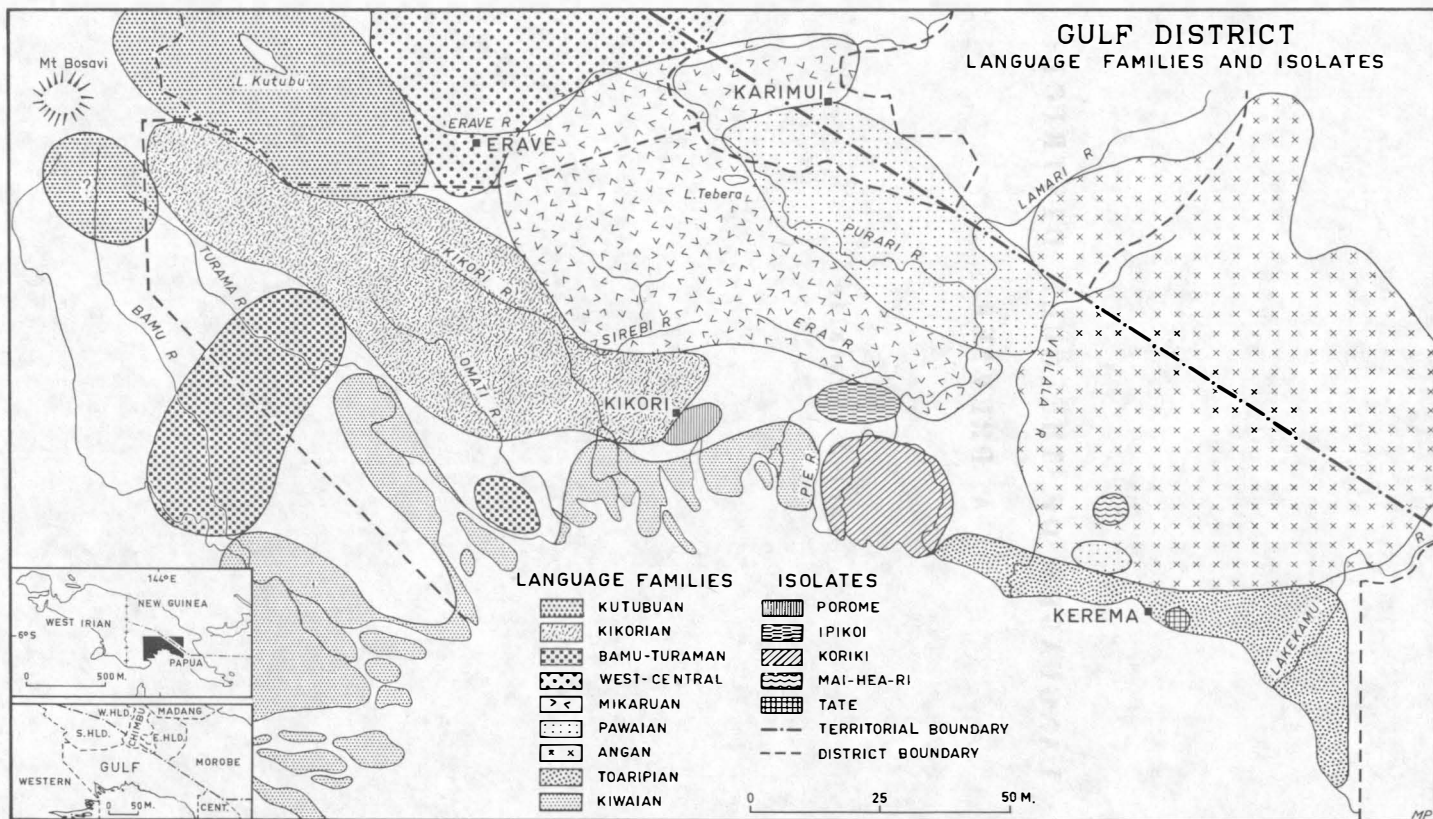 GULF DISTRICT
LANGUAGE FAMILIES AND ISOLATES
Mt Bosavi
L. Kutubu
KARIMUI
ERAVE R.
ERAVE
?
L. Tebera
LAMARI R
PURARI R
TURAMA R
KIKORI R
BAMU R
SIREBI R
ERA R.
VAILALA R
OMATI R
KIKORI
PIE R.
R
KEREMA
LAKEKAMU
LANGUAGE FAMILIES
KUTUBUAN
KIKORIAN
BAMU-TURAMAN
WEST-CENTRAL
MIKARUAN
PAWAIAN
ANGAN
TOARIPIAN
KIWAIAN
ISOLATES
POROME
IPIKOI
KORIKI
MAI-HEA-RI
TATE
TERRITORIAL BOUNDARY
DISTRICT BOUNDARY
0 25 50 M.
144°E
NEW GUINEA
WEST IRIAN
6°S
PAPUA
0 500 M.
W.HLD.
MADANG
S.HLD.
CHIMBU
E.HLD.
GULF
MOROBE
WESTERN
0 50 M.
CENT.
MP